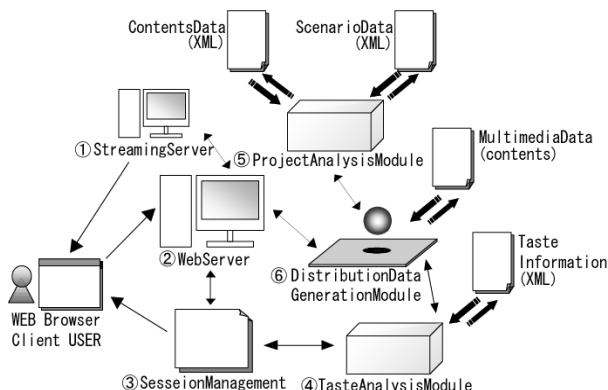 ContentsData
(XML)
ScenarioData
(XML)
①StreamingServer
⑤ProjectAnalysisModule
MultimediaData
(contents)
②WebServer
⑥DistributionData
GenerationModule
Taste
Information
(XML)
WEB Browser
Client USER
③SesseionManagement
④TasteAnalysisModule